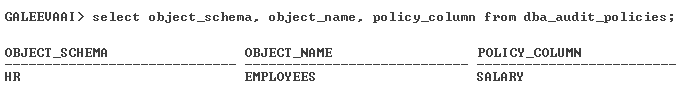 GALEEVAAI> select object_schema, object_name, policy_column from dba_audit_policies;
OBJECT_SCHEMA OBJECT_NAME POLICY_COLUMN
HR EMPLOYEES SALARY